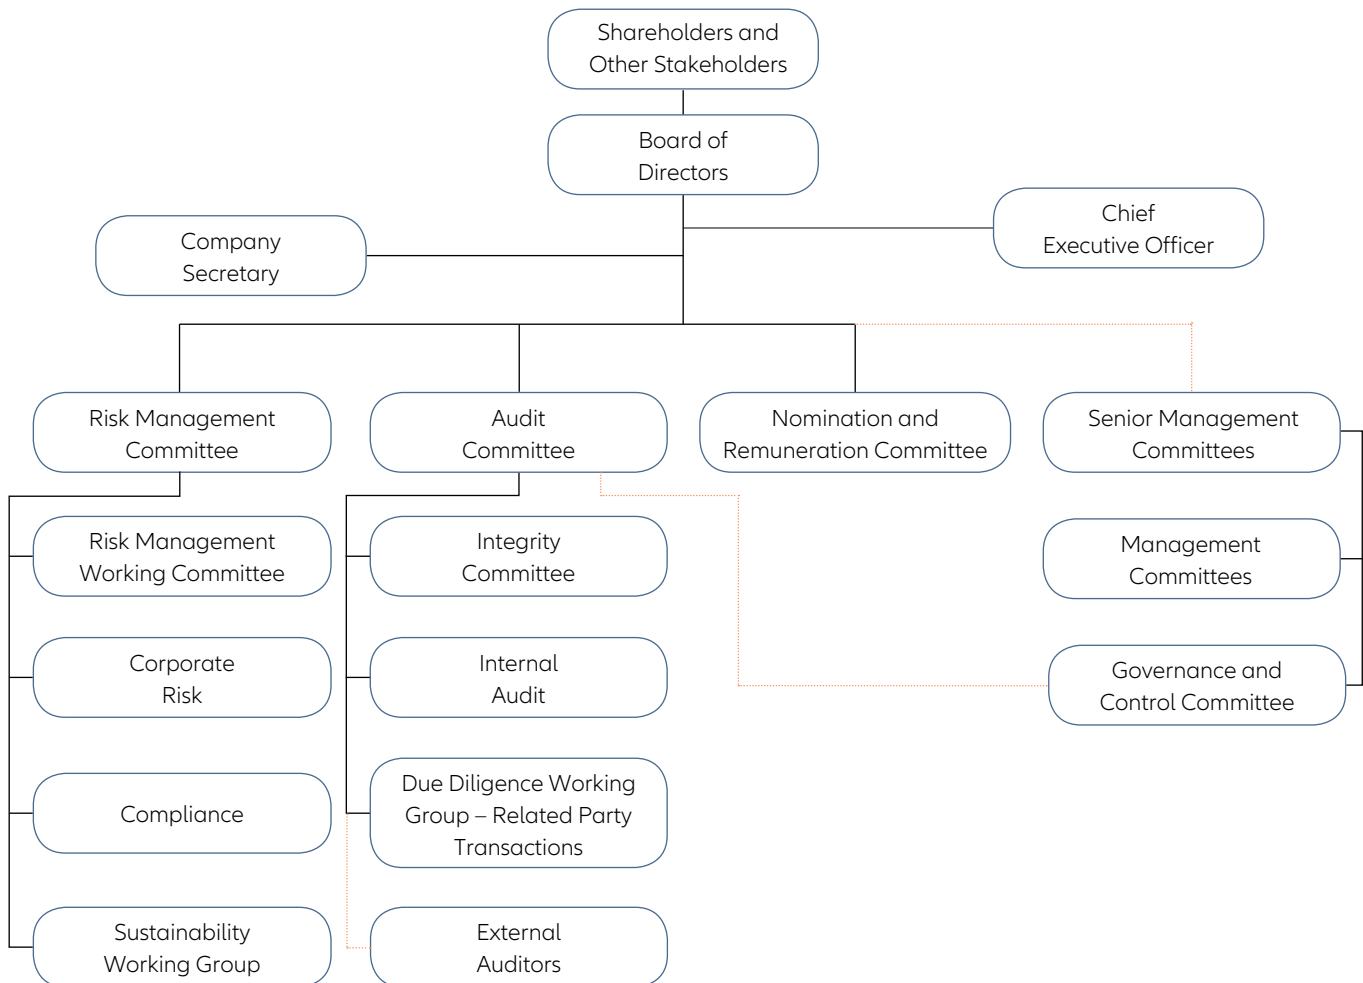 Shareholders and
Other Stakeholders
Board of
Directors
Chief
Executive Officer
Company
Secretary
Risk Management
Committee
Audit
Committee
Nomination and
Remuneration Committee
Senior Management
Committees
Risk Management
Working Committee
Integrity
Committee
Management
Committees
Corporate
Risk
Internal
Audit
Governance and
Control Committee
Compliance
Due Diligence Working
Group – Related Party
Transactions
Sustainability
Working Group
External
Auditors